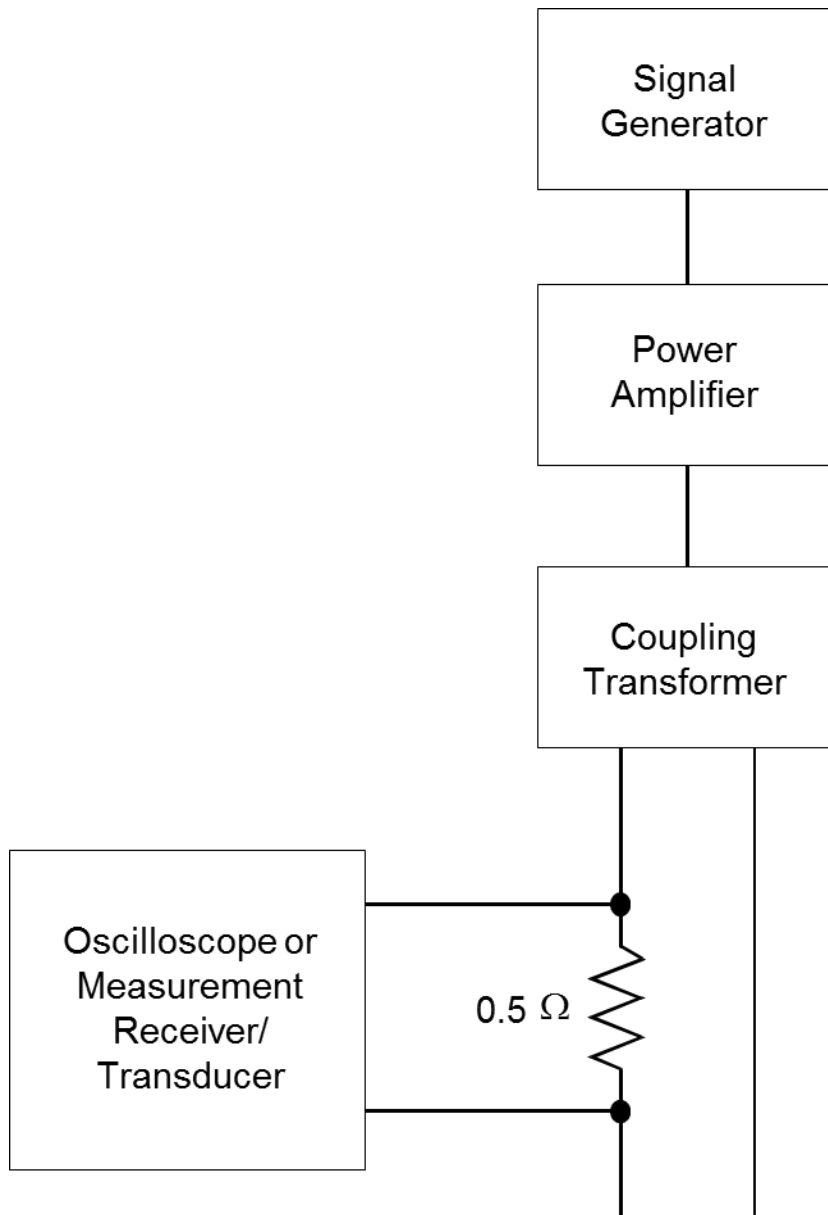 Signal
Generator
Power
Amplifier
Coupling
Transformer
Oscilloscope or
Measurement
Receiver/
Transducer
0.5 Ω